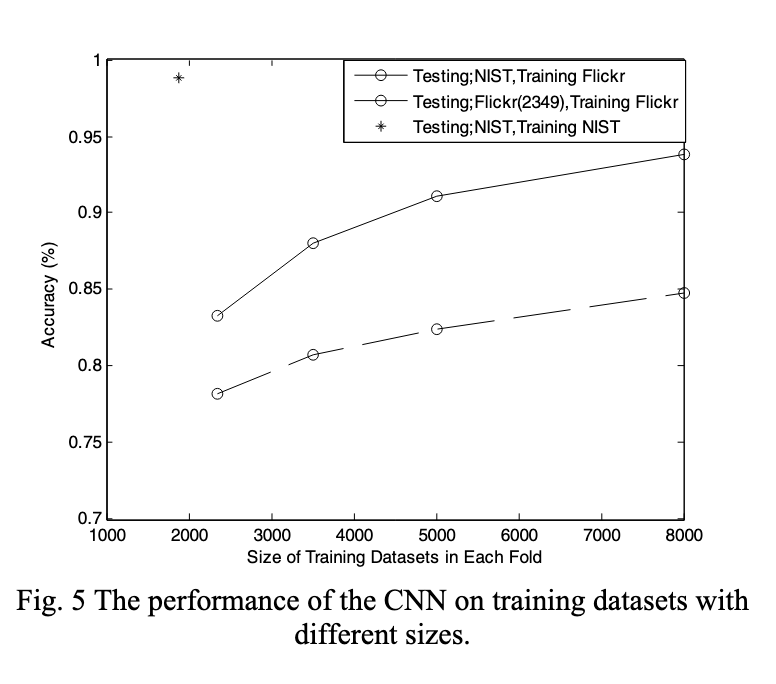 1
Testing;NIST,Training Flickr
Testing;Flickr(2349),Training Flickr
Testing;NIST,Training NIST
0.95
0.9
0.85
0.8
0.75
0.7
Accuracy (%)
1000 2000 3000 4000 5000 6000 7000 8000
Size of Training Datasets in Each Fold
Fig. 5 The performance of the CNN on training datasets with
different sizes.